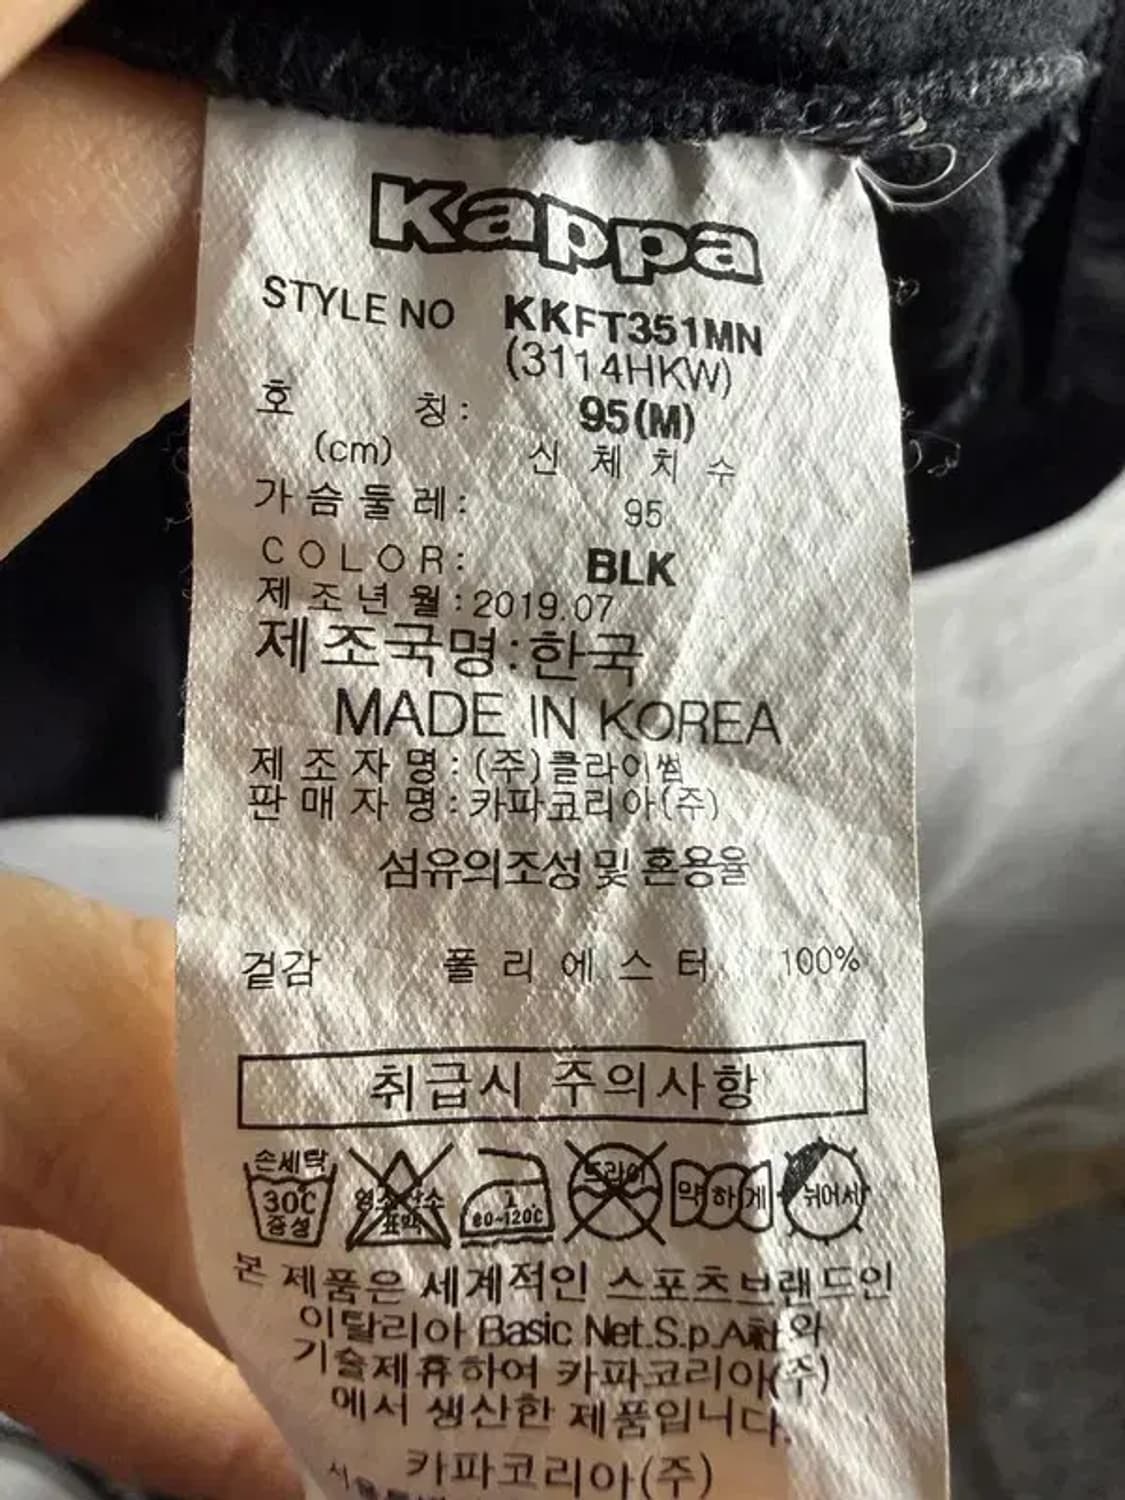 Kappa
STYLE NO KKFT351MN
(3114HKW)
호 칭: 95(M)
(cm) 신 체 치 수
가 슴 둘 레: 95
COLOR: BLK
제 조 년 월: 2019.07
제조국명:한국
MADE IN KOREA
제 조 자 명: (주)클라이썸
판 매 자 명: 카파코리아(주)
섬유의조성 및 혼용율
겉감 폴 리 에 스 터 100%
취급시 주의사항
손세탁
30C
중성
염소
표백
1.
80~120C
드라이
약하게
뉘어서
본 제품은 세계적인 스포츠브랜드인
이탈리아 Basic Net.S.p.A社와
기술제휴하여 카파코리아(주)
에서 생산한 제품입니다.
카파코리아(주)